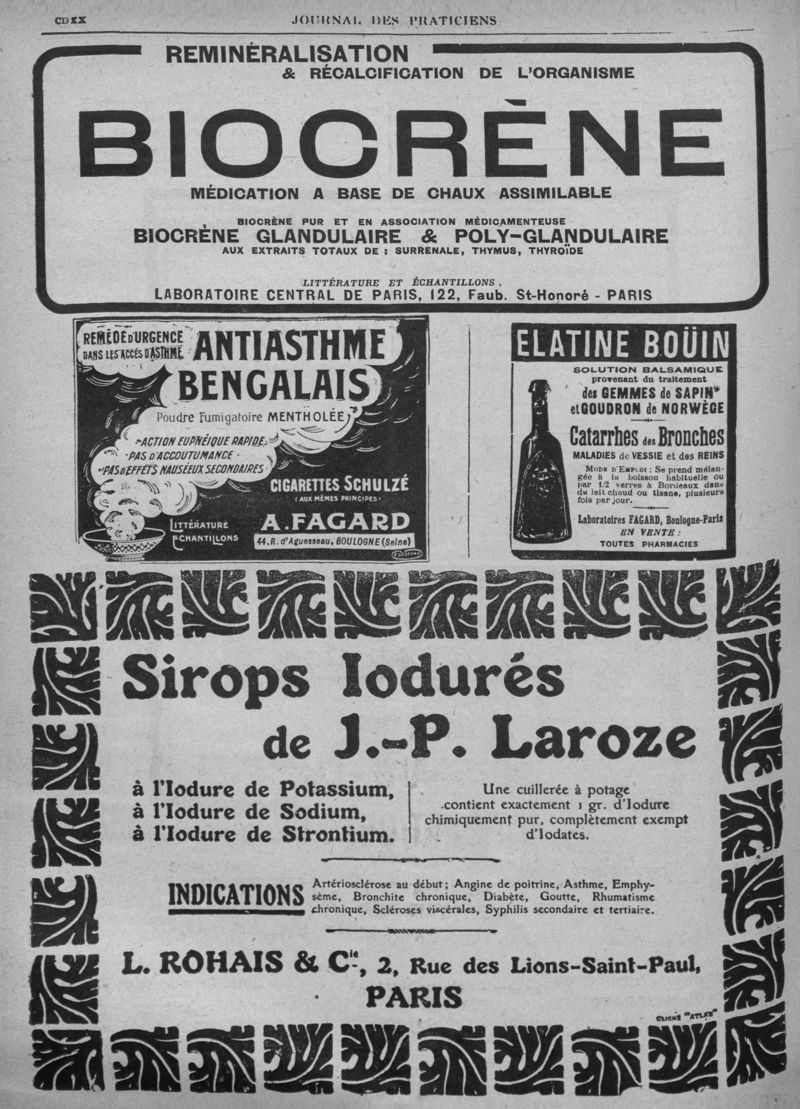 CDXX
JOURNAL DES PRATICIENS
REMINÉRALISATION
& RÉCALCIFICATION DE L'ORGANISME
BIOCRÈNE
MÉDICATION A BASE DE CHAUX ASSIMILABLE
BIOCRÈNE PUR ET EN ASSOCIATION MÉDICAMENTEUSE
BIOCRÈNE GLANDULAIRE & POLY-GLANDULAIRE
AUX EXTRAITS TOTAUX DE : SURRÉNALE, THYMUS, THYROÏDE
LITTÉRATURE ET ÉCHANTILLONS,
LABORATOIRE CENTRAL DE PARIS, 122, Faub. St-Honoré - PARIS
REMÈDE D'URGENCE
DANS LES ACCÈS D'ASTHME
ANTIASTHME
BENGALAIS
Poudre Fumigatoire MENTHOLÉE
ACTION EUPNÉIQUE RAPIDE
PAS D'ACCOUTUMANCE
PAS D'EFFETS NAUSÉEUX SECONDAIRES
CIGARETTES SCHULZÉ
(AUX MÊMES PRINCIPES)
LITTÉRATURE
ECHANTILLONS
A. FAGARD
44, R. d'Aguesseau, BOULOGNE (Seine)
ELATINE BOÜIN
SOLUTION BALSAMIQUE
provenant du traitement
des GEMMES de SAPIN
et GOUDRON de NORWÈGE
Catarrhes des Bronches
MALADIES de VESSIE et des REINS
MODE D'EMPLOI : Se prend mélan-
gée à la boisson habituelle ou
par 1/2 verres à Bordeaux dans
du lait chaud ou tisane, plusieurs
fois par jour.
Laboratoires FAGARD, Boulogne-Paris
EN VENTE :
TOUTES PHARMACIES
Sirops Iodurés
de J.-P. Laroze
à l'Iodure de Potassium,
à l'Iodure de Sodium,
à l'Iodure de Strontium.
Une cuillerée à potage
contient exactement 1 gr. d'Iodure
chimiquement pur, complètement exempt
d'Iodates.
INDICATIONS
Artériosclérose au début ; Angine de poitrine, Asthme, Emphy-
sème, Bronchite chronique, Diabète, Goutte, Rhumatisme
chronique, Scléroses viscérales, Syphilis secondaire et tertiaire.
L. ROHAIS & Cie, 2, Rue des Lions-Saint-Paul,
PARIS
CLICHÉ "ATLAS"